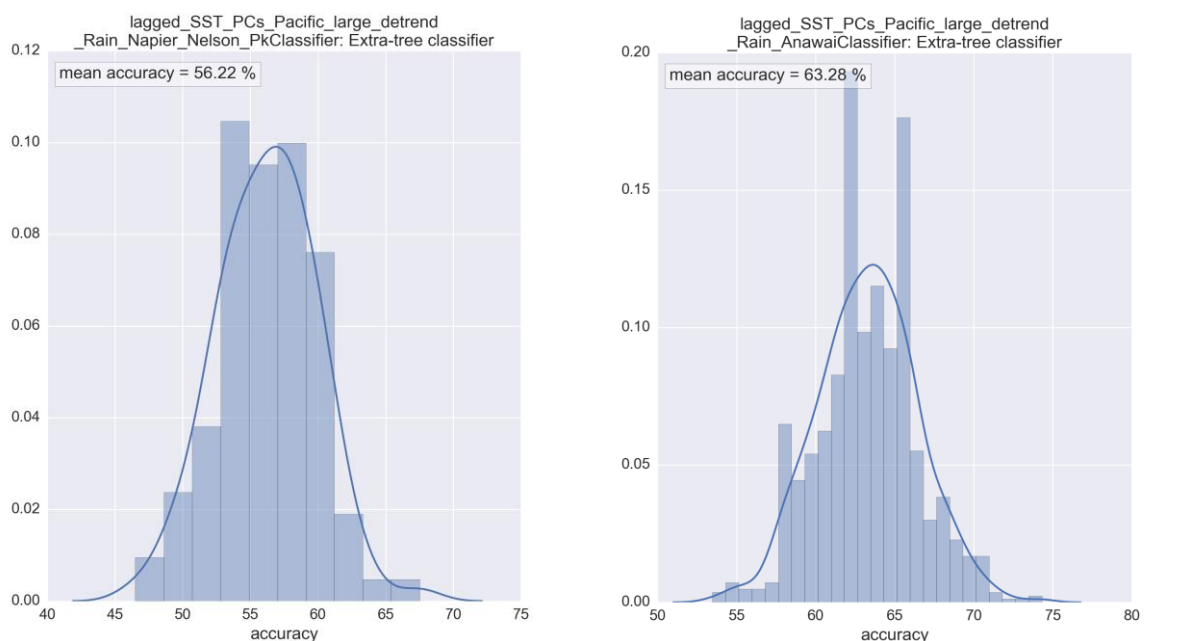 lagged_SST_PCs_Pacific_large_detrend
_Rain_Napier_Nelson_PkClassifier: Extra-tree classifier
mean accuracy = 56.22 %
0.12
0.10
0.08
0.06
0.04
0.02
0.00
40 45 50 55 60 65 70 75
accuracy
lagged_SST_PCs_Pacific_large_detrend
_Rain_AnawaiClassifier: Extra-tree classifier
mean accuracy = 63.28 %
0.20
0.15
0.10
0.05
0.00
50 55 60 65 70 75 80
accuracy